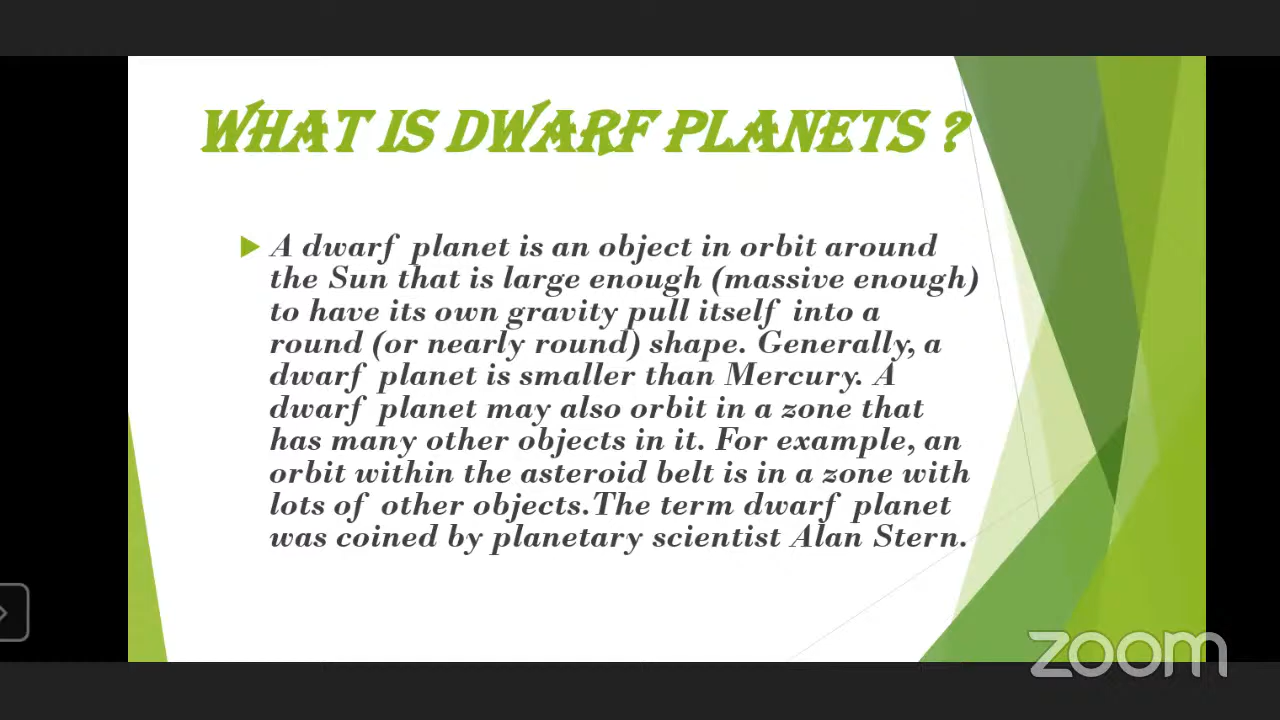 WHAT IS DWARF PLANETS ?
A dwarf planet is an object in orbit around
the Sun that is large enough (massive enough)
to have its own gravity pull itself into a
round (or nearly round) shape. Generally, a
dwarf planet is smaller than Mercury. A
dwarf planet may also orbit in a zone that
has many other objects in it. For example, an
orbit within the asteroid belt is in a zone with
lots of other objects.The term dwarf planet
was coined by planetary scientist Alan Stern.
zoom